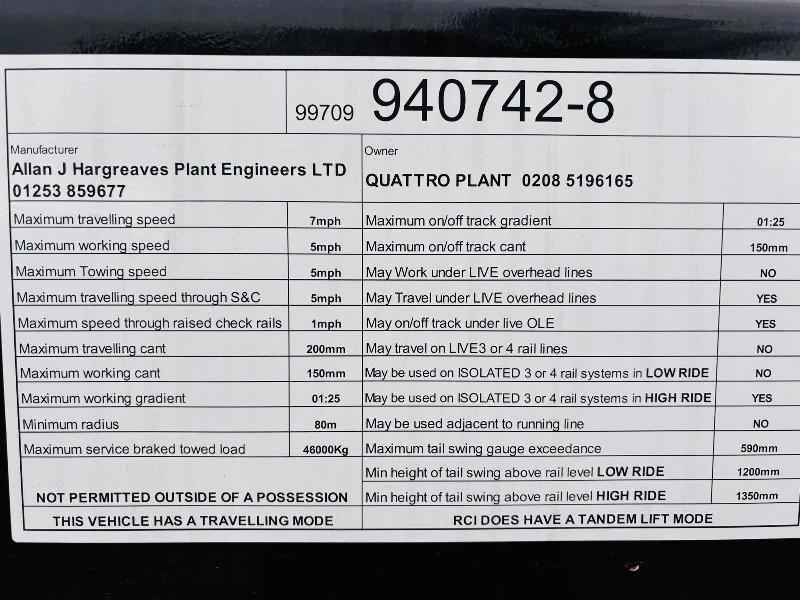 99709 940742-8
Manufacturer
Allan J Hargreaves Plant Engineers LTD
01253 859677
Owner
QUATTRO PLANT 0208 5196165
Maximum travelling speed 7mph
Maximum working speed 5mph
Maximum Towing speed 5mph
Maximum travelling speed through S&C 5mph
Maximum speed through raised check rails 1mph
Maximum travelling cant 200mm
Maximum working cant 150mm
Maximum working gradient 01:25
Minimum radius 80m
Maximum service braked towed load 46000Kg
NOT PERMITTED OUTSIDE OF A POSSESSION
THIS VEHICLE HAS A TRAVELLING MODE
Maximum on/off track gradient 01:25
Maximum on/off track cant 150mm
May Work under LIVE overhead lines NO
May Travel under LIVE overhead lines YES
May on/off track under live OLE YES
May travel on LIVE3 or 4 rail lines NO
May be used on ISOLATED 3 or 4 rail systems in LOW RIDE NO
May be used on ISOLATED 3 or 4 rail systems in HIGH RIDE YES
May be used adjacent to running line NO
Maximum tail swing gauge exceedance 590mm
Min height of tail swing above rail level LOW RIDE 1200mm
Min height of tail swing above rail level HIGH RIDE 1350mm
RCI DOES HAVE A TANDEM LIFT MODE